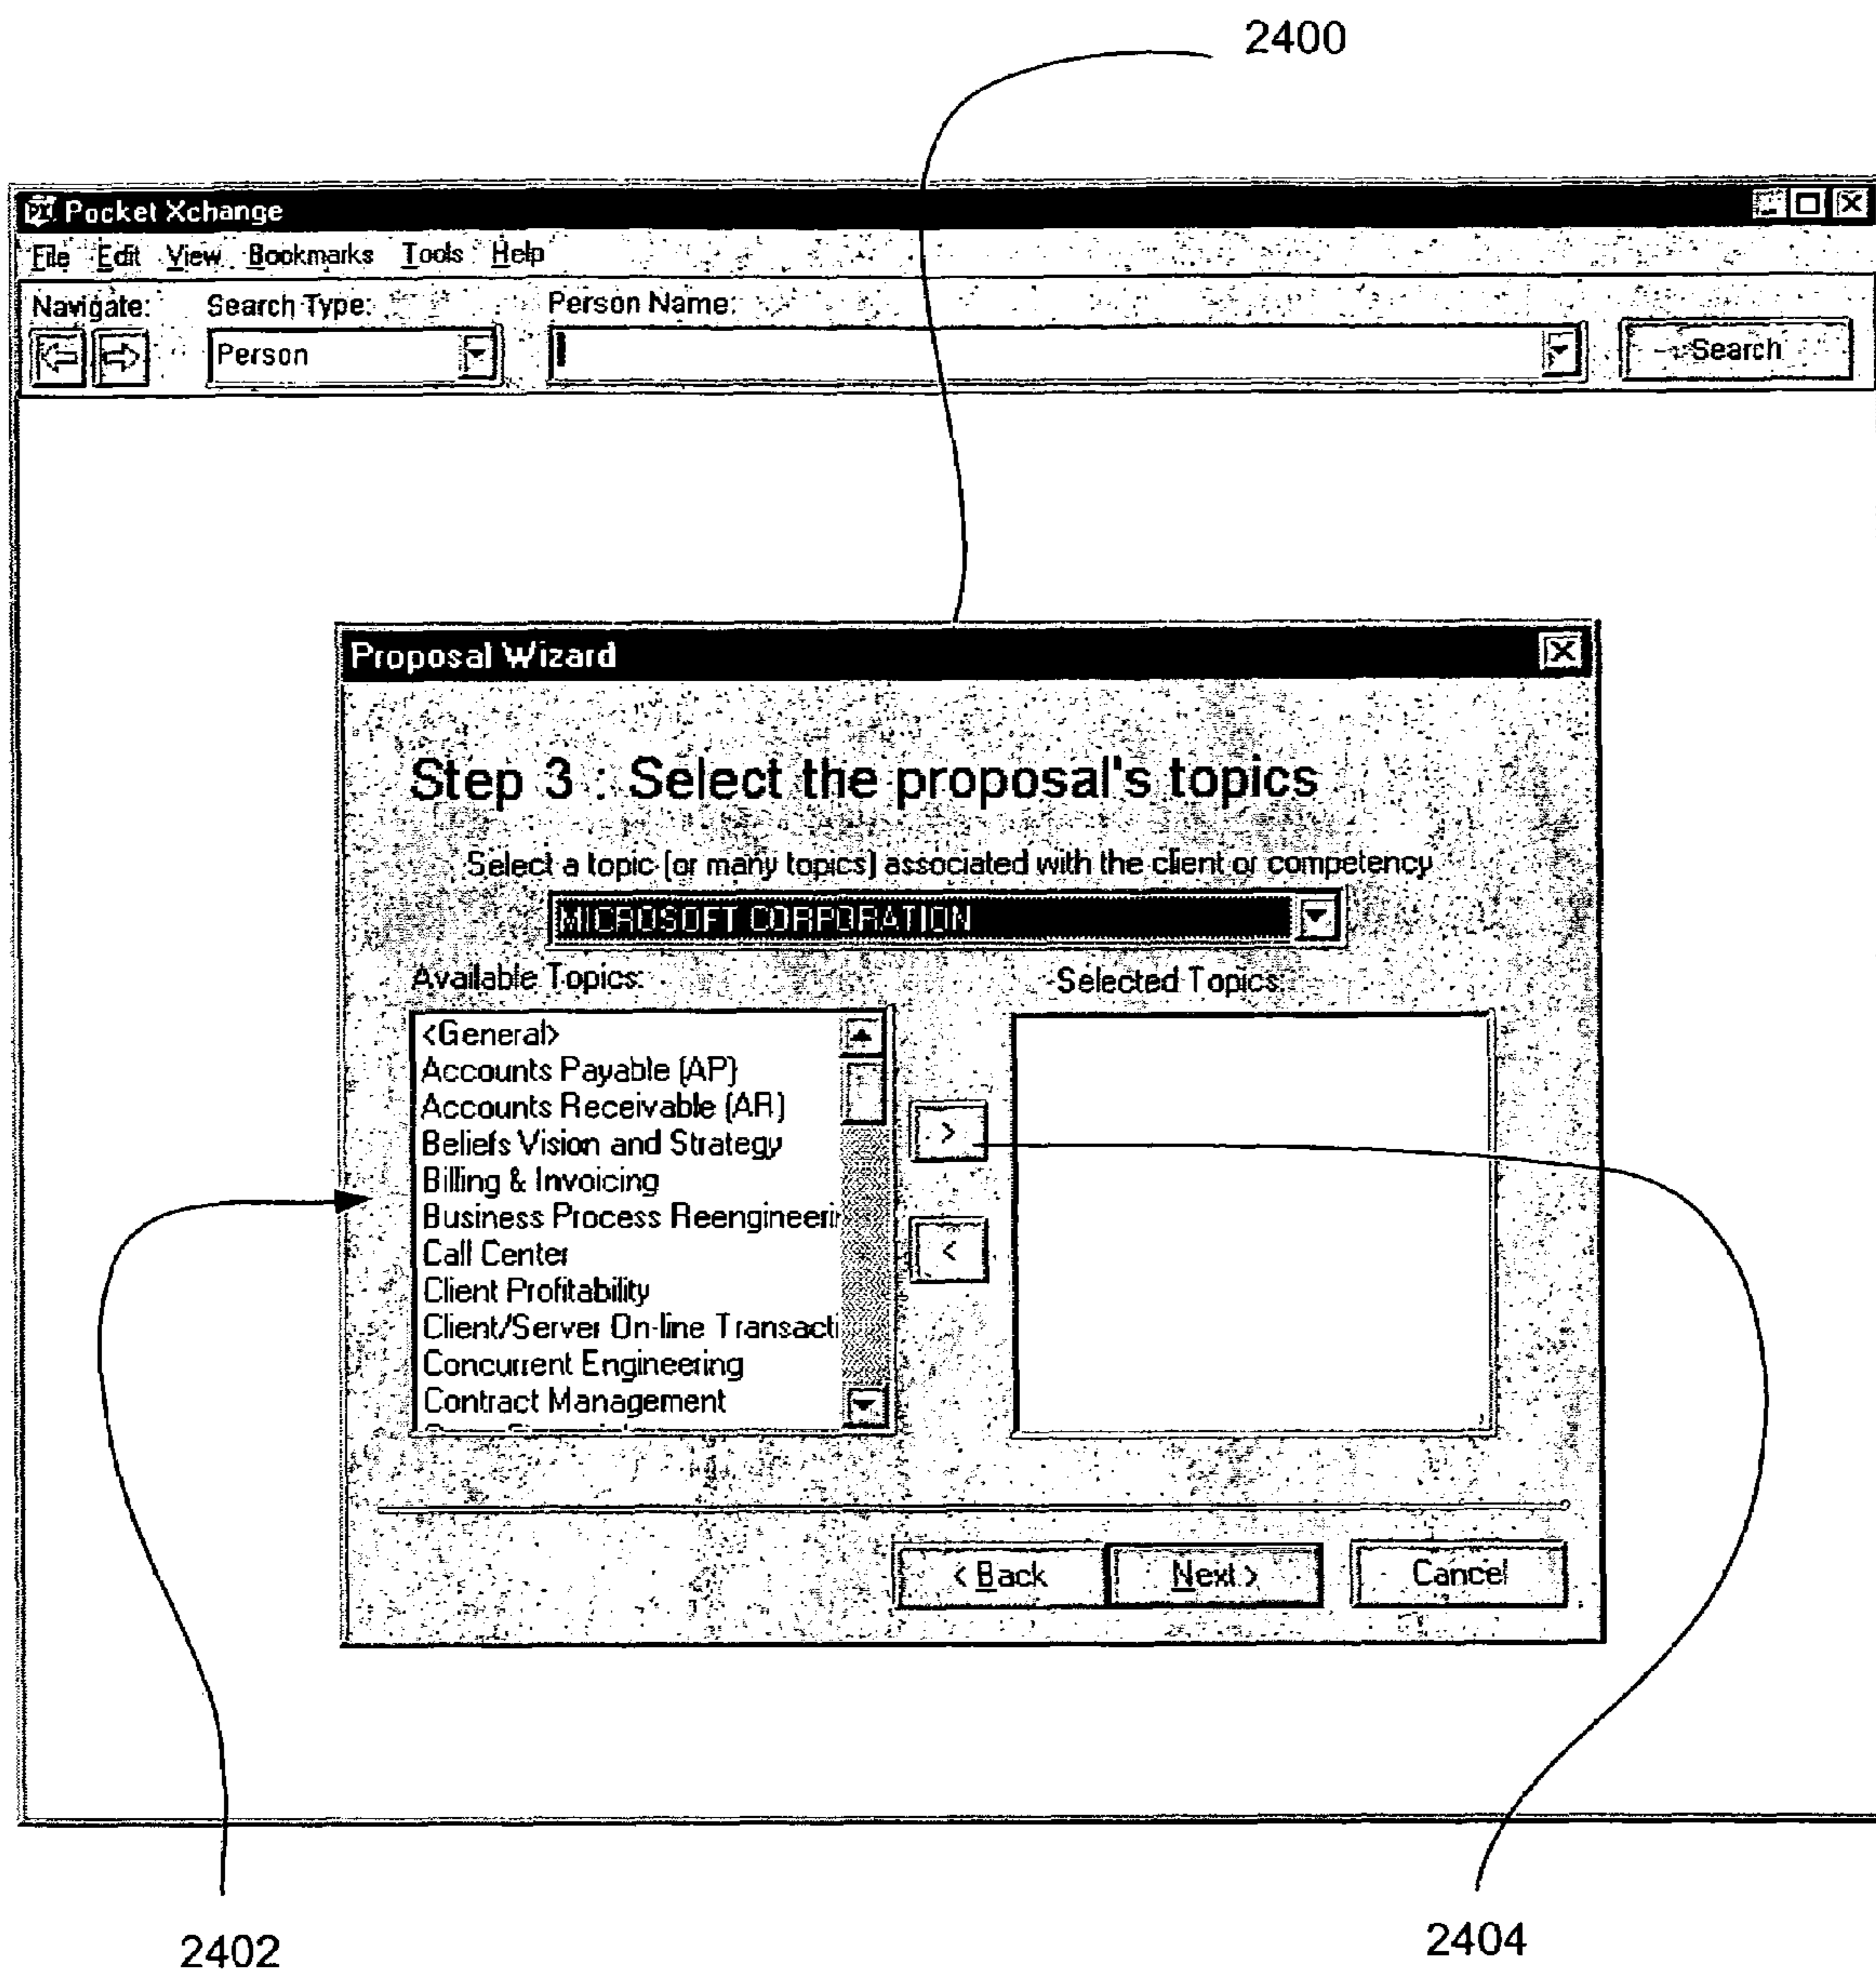 2400
Pocket Xchange
File Edit View Bookmarks Tools Help
Navigate: Search Type: Person Name:
Person Search
Proposal Wizard
Step 3 : Select the proposal's topics
Select a topic (or many topics) associated with the client or competency
MICROSOFT CORPORATION
Available Topics: Selected Topics:
<General>
Accounts Payable (AP)
Accounts Receivable (AR)
Beliefs Vision and Strategy
>
Billing & Invoicing
Business Process Reengineerin
Call Center
<
Client Profitability
Client/Server On-line Transacti
Concurrent Engineering
Contract Management
< Back Next > Cancel
2402 2404